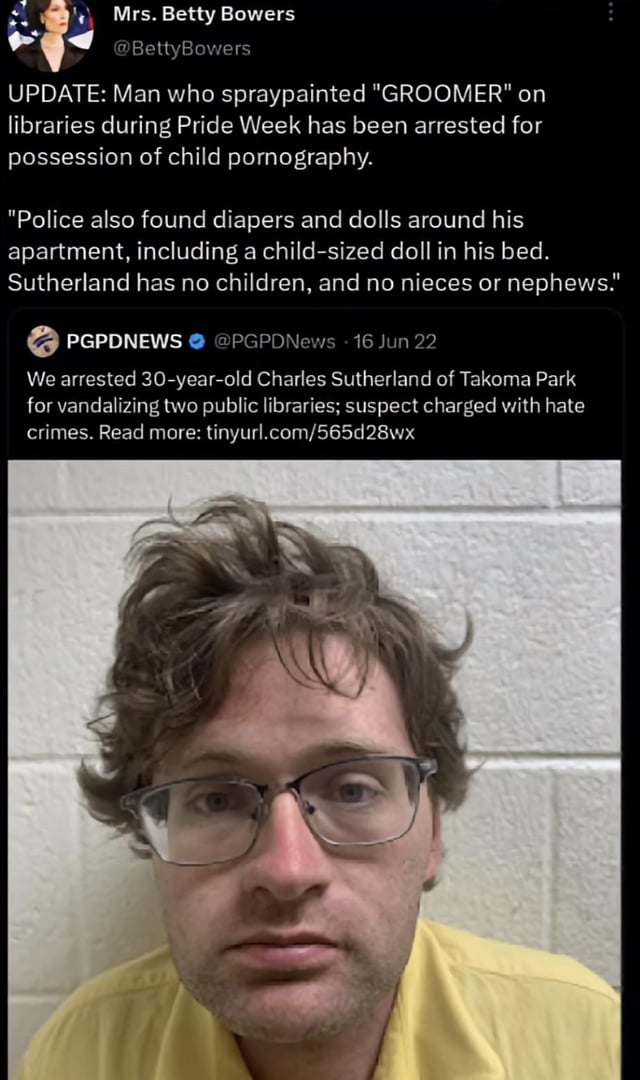 Mrs. Betty Bowers
@BettyBowers
UPDATE: Man who spraypainted "GROOMER" on
libraries during Pride Week has been arrested for
possession of child pornography.
"Police also found diapers and dolls around his
apartment, including a child-sized doll in his bed.
Sutherland has no children, and no nieces or nephews."
PGPDNEWS @PGPDNews · 16 Jun 22
We arrested 30-year-old Charles Sutherland of Takoma Park
for vandalizing two public libraries; suspect charged with hate
crimes. Read more: tinyurl.com/565d28wx